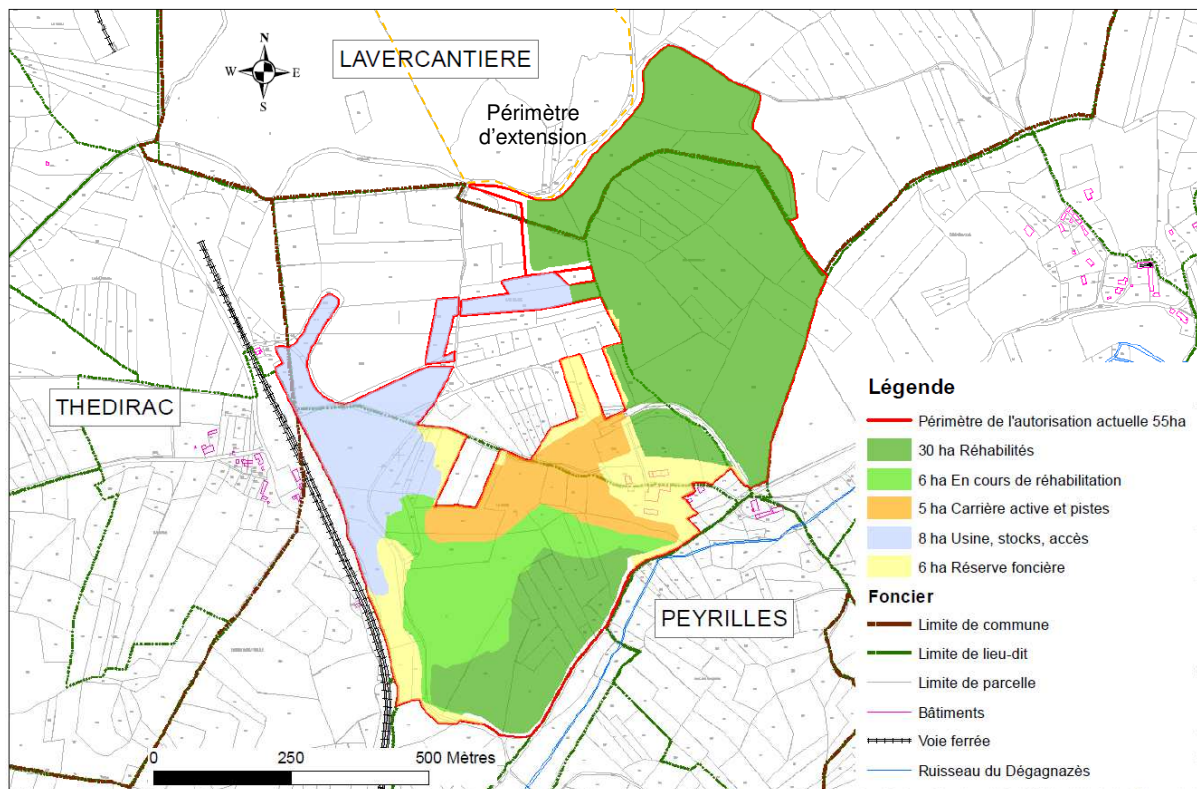 N
W
E
S
LAVERCANTIERE
Périmètre
d'extension
THEDIRAC
PEYRILLES
0
250
500 Mètres
Légende
Périmètre de l'autorisation actuelle 55ha
30 ha Réhabilités
6 ha En cours de réhabilitation
5 ha Carrière active et pistes
8 ha Usine, stocks, accès
6 ha Réserve foncière
Foncier
Limite de commune
Limite de lieu-dit
Limite de parcelle
Bâtiments
Voie ferrée
Ruisseau du Dégagnazès